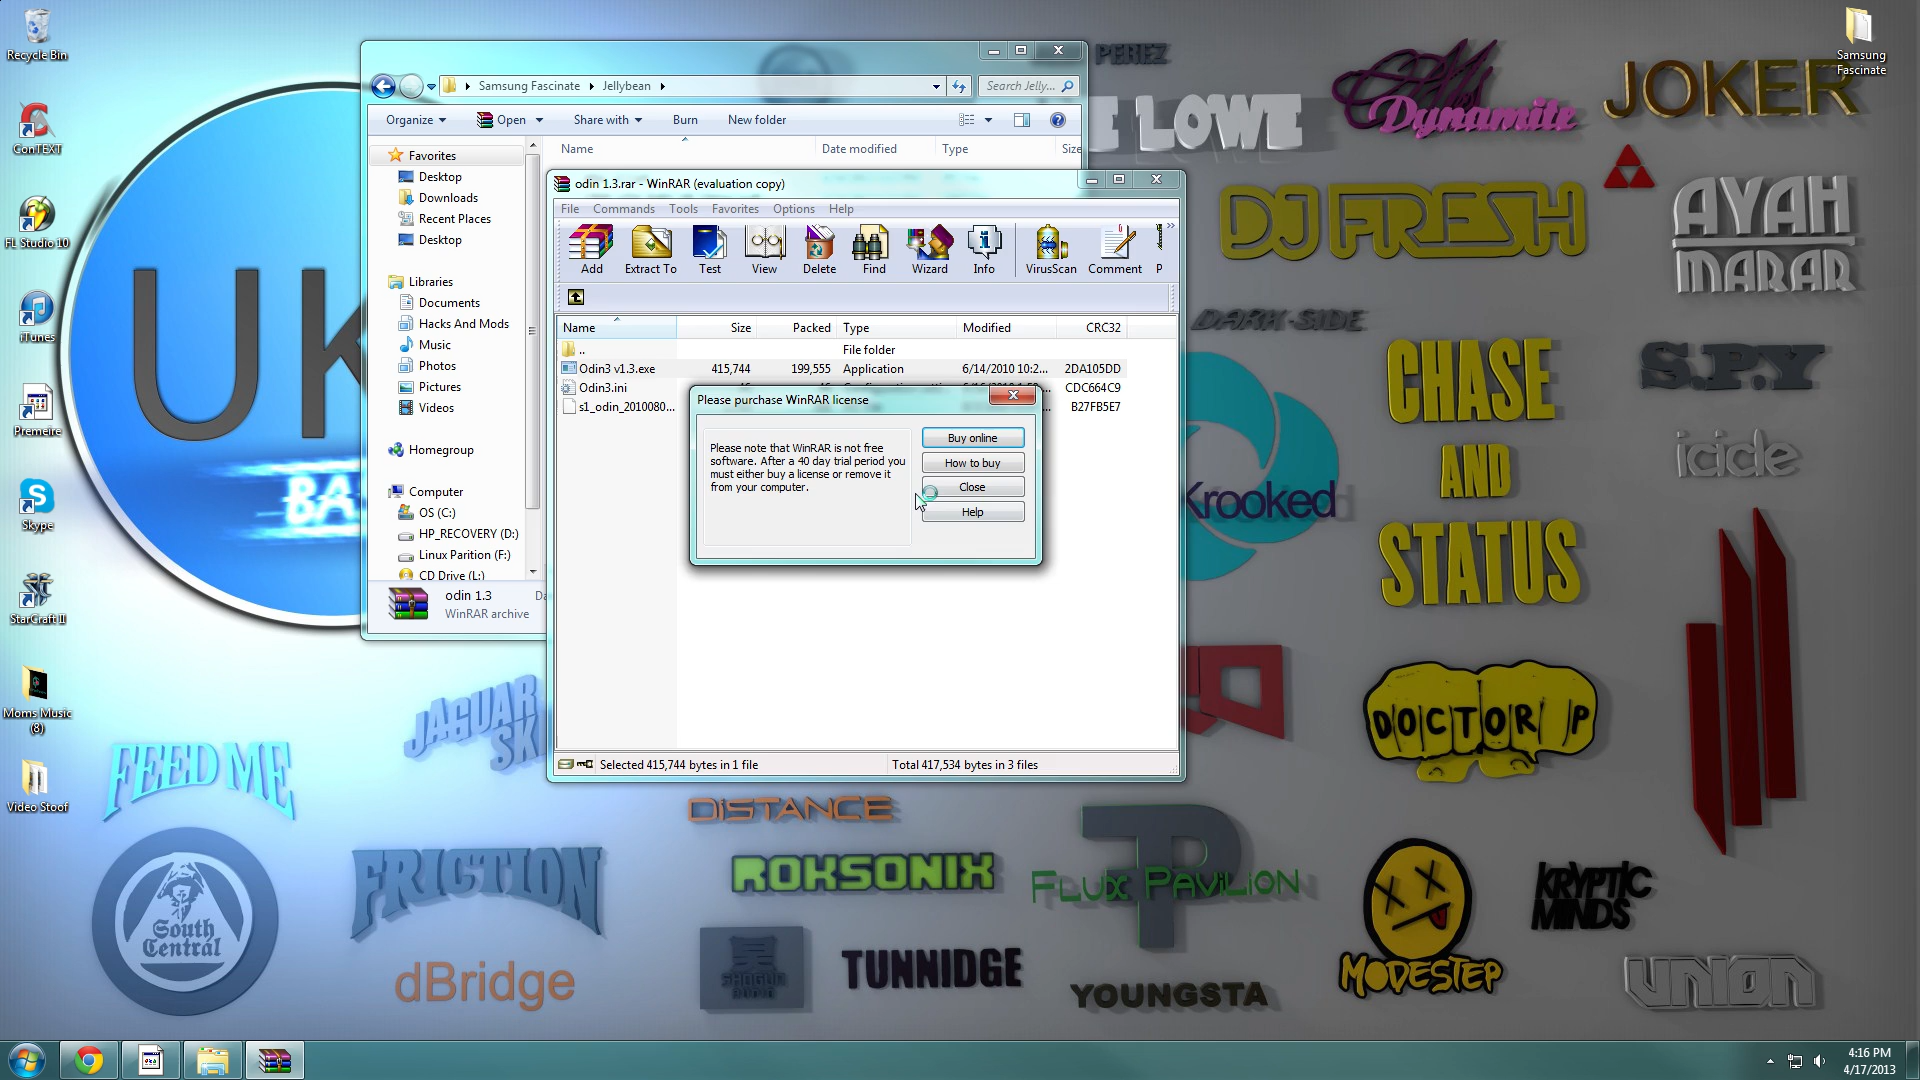 Recycle Bin
ConTEXT
FL Studio 10
iTunes
Premeire
Skype
StarCraft II
Moms Music
(8)
Video Stoof
Samsung
Fascinate
Samsung Fascinate
Jellybean
Search Jelly...
Organize
Open
Share with
Burn
New folder
Name
Date modified
Type
Size
Favorites
Desktop
Downloads
Recent Places
Desktop
Libraries
Documents
Hacks And Mods
Music
Photos
Pictures
Videos
Homegroup
Computer
OS (C:)
HP_RECOVERY (D:)
Linux Parition (F:)
CD Drive (L:)
odin 1.3
Da
WinRAR archive
odin 1.3.rar - WinRAR (evaluation copy)
File Commands Tools Favorites Options Help
Add Extract To Test View Delete Find Wizard Info VirusScan Comment P
Name Size Packed Type Modified CRC32
.. File folder
Odin3 v1.3.exe 415,744 199,555 Application 6/14/2010 10:2... 2DA105DD
Odin3.ini CDC664C9
s1_odin_2010080... B27FB5E7
Please purchase WinRAR license
Please note that WinRAR is not free
software. After a 40 day trial period you
must either buy a license or remove it
from your computer.
Buy online
How to buy
Close
Help
Selected 415,744 bytes in 1 file
Total 417,534 bytes in 3 files
UK
BA
PEREZ
E LOWE
Dynamite
JOKER
DJ FRESH
AYAH
MARAR
DARK-SIDE
CHASE
AND
STATUS
S.P.Y
icicle
Krooked
DOCTOR P
JAGUAR
SK
FEED ME
DISTANCE
FRICTION
ROKSONIX
FLUX PAVILION
South
Central
dBridge
TUNNIDGE
YOUNGSTA
MODESTEP
KRYPTIC
MINDS
UNION
4:16 PM
4/17/2013